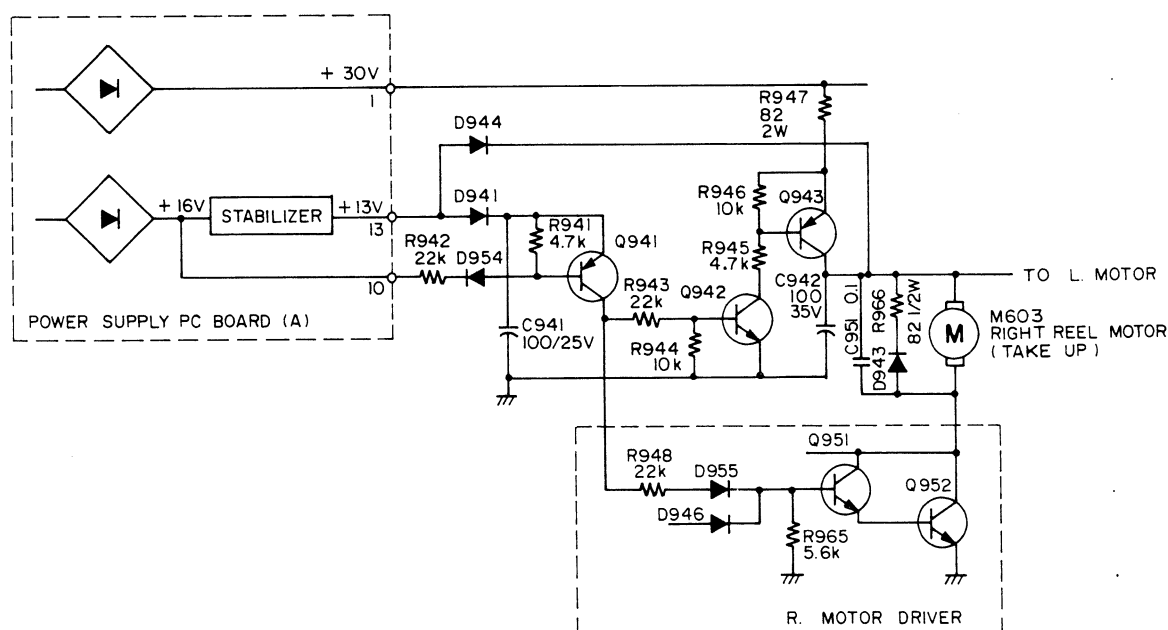 + 30V
1
R947
82
2W
D944
+16V
STABILIZER
+13V
13
D941
R946
10k
Q943
R942
22k
D954
R941
4.7k
Q941
R945
4.7k
10
R943
22k
Q942
C942
100
35V
C951 0.1
R966
82 1/2W
D943
TO L. MOTOR
M
M603
RIGHT REEL MOTOR
(TAKE UP)
POWER SUPPLY PC BOARD (A)
C941
100/25V
R944
10k
R948
22k
D955
D946
Q951
Q952
R965
5.6k
R. MOTOR DRIVER